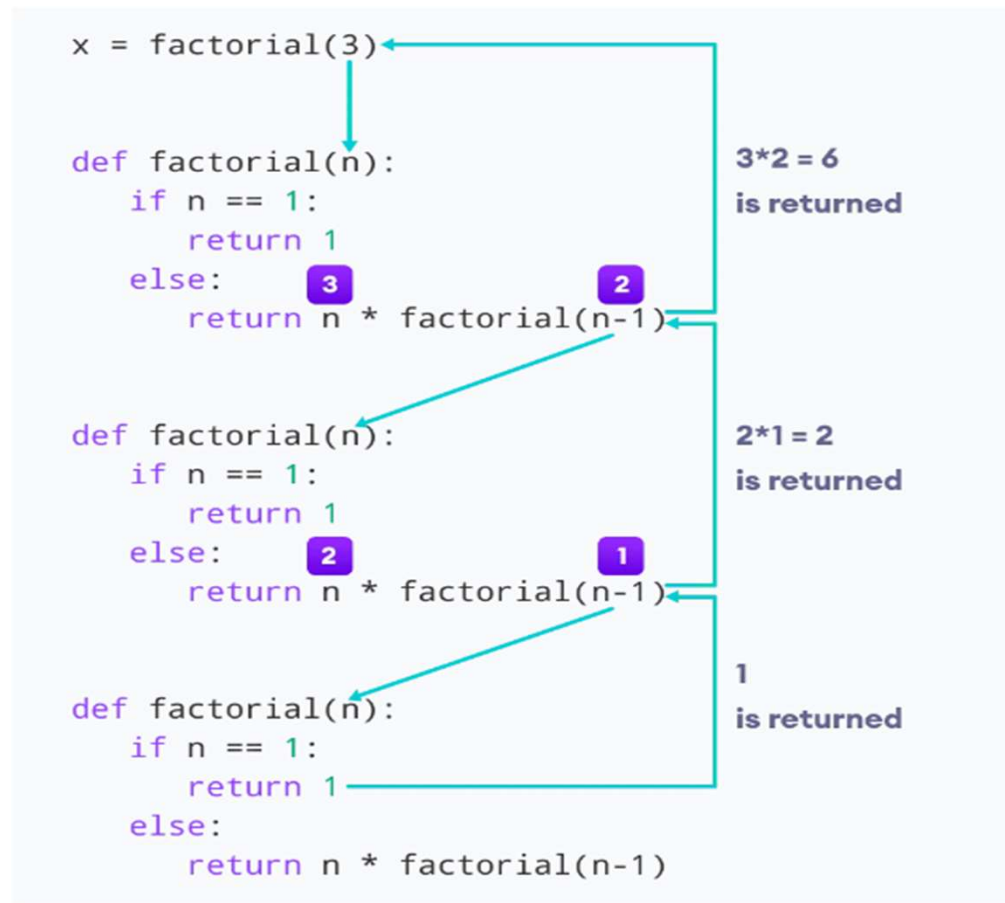 x = factorial(3)
def factorial(n):
3*2 = 6
if n == 1:
is returned
return 1
else:
3
2
return n * factorial(n-1)
def factorial(n):
2*1 = 2
if n == 1:
is returned
return 1
else:
2
1
return n * factorial(n-1)
1
def factorial(n):
is returned
if n == 1:
return 1
else:
return n * factorial(n-1)